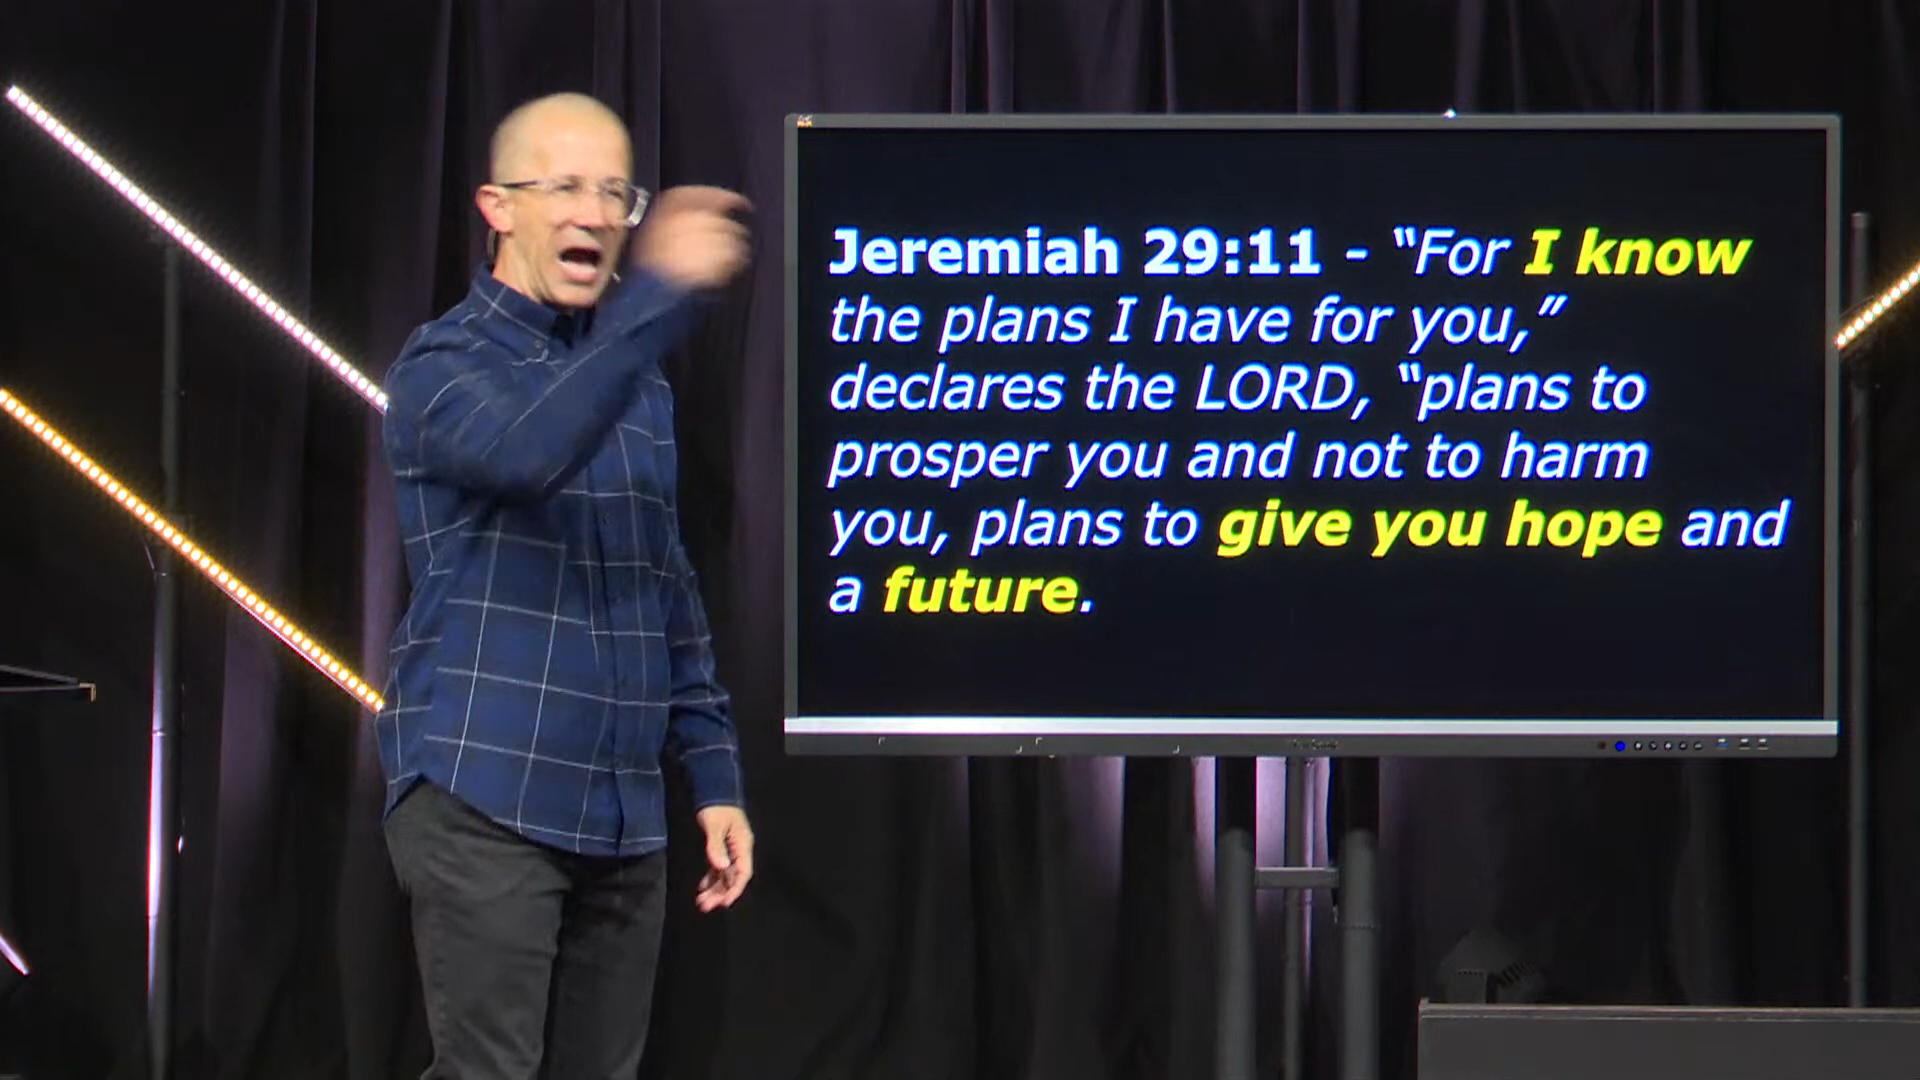 Jeremiah 29:11 - “For I know
the plans I have for you,”
declares the LORD, “plans to
prosper you and not to harm
you, plans to give you hope and
a future.